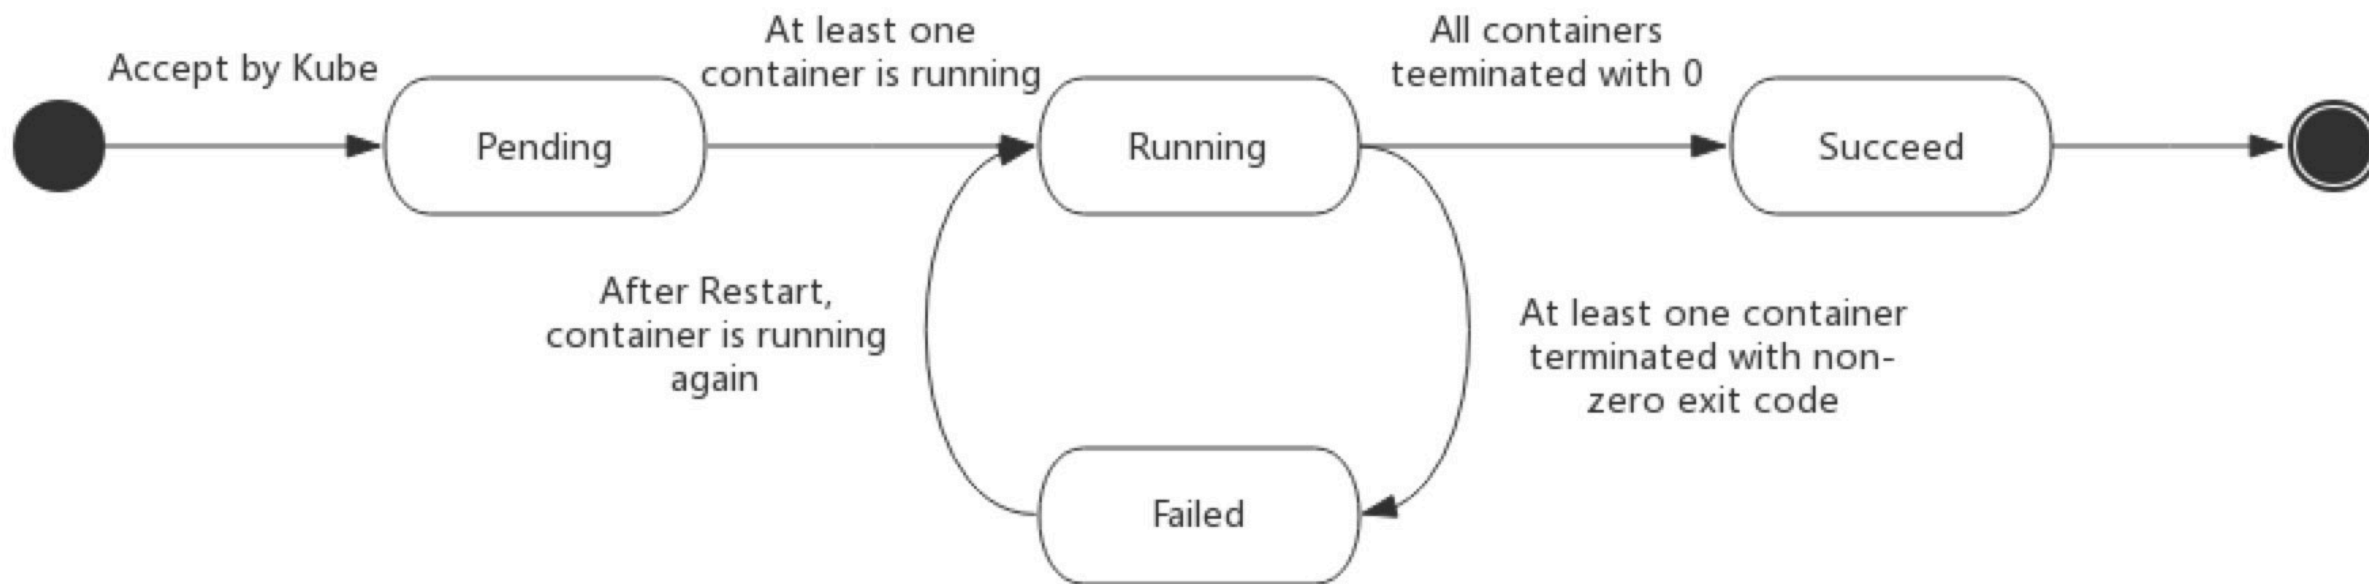 Accept by Kube
At least one
container is running
All containers
teeminated with 0
Pending
Running
Succeed
After Restart,
container is running
again
At least one container
terminated with non-
zero exit code
Failed